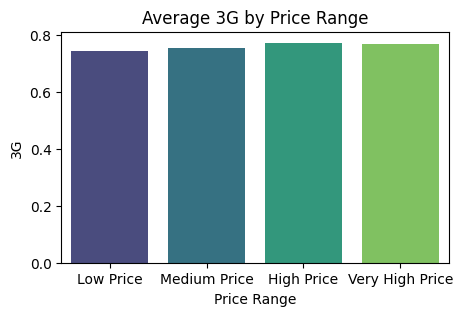 Average 3G by Price Range
0.8
0.6
0.4
0.2
0.0
3G
Low Price
Medium Price
High Price
Very High Price
Price Range